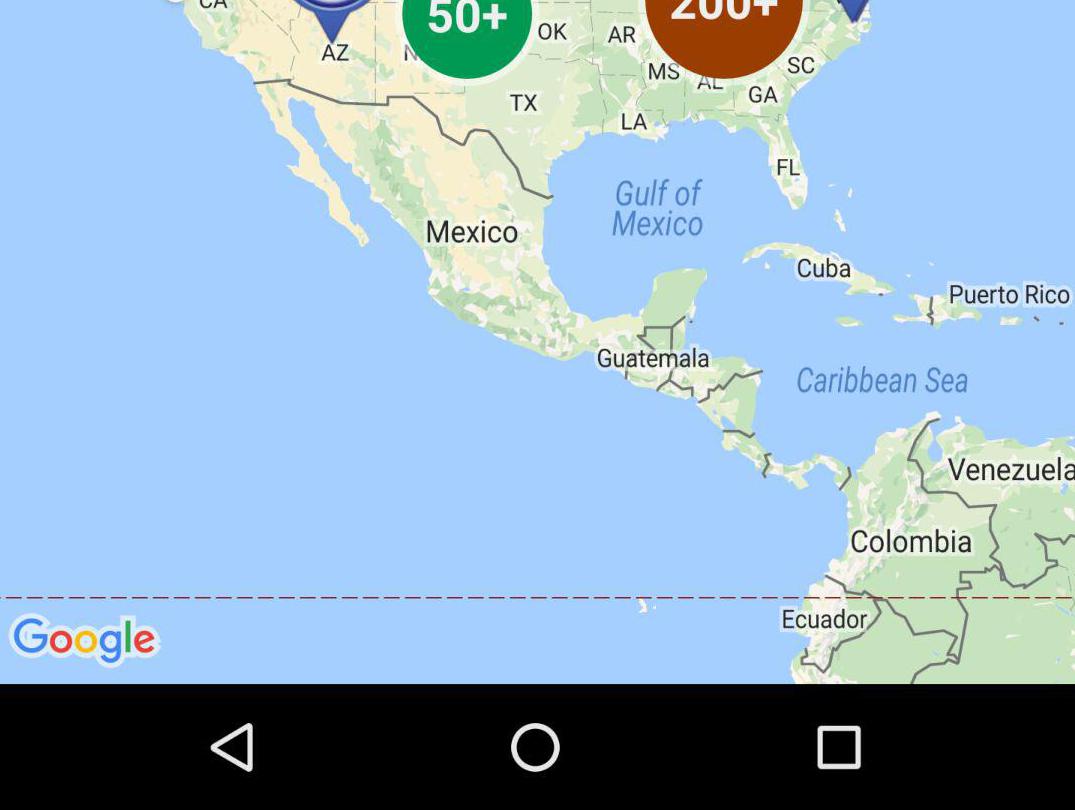 CA
50+
200+
AZ
N
OK
AR
MS
AL
SC
GA
TX
LA
FL
Gulf of
Mexico
Mexico
Cuba
Puerto Rico
Guatemala
Caribbean Sea
Venezuela
Colombia
Ecuador
Google